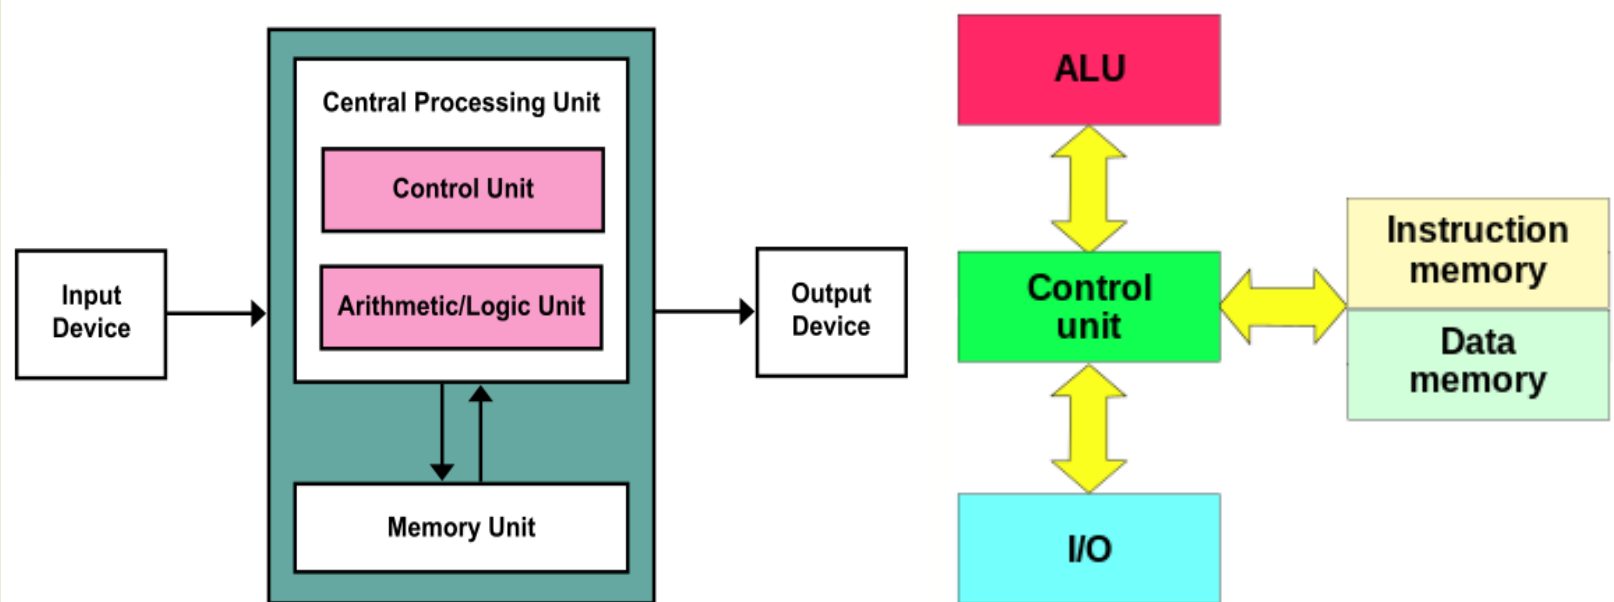 Central Processing Unit
Control Unit
Arithmetic/Logic Unit
Input
Device
Output
Device
Memory Unit
ALU
Control
unit
Instruction
memory
Data
memory
I/O